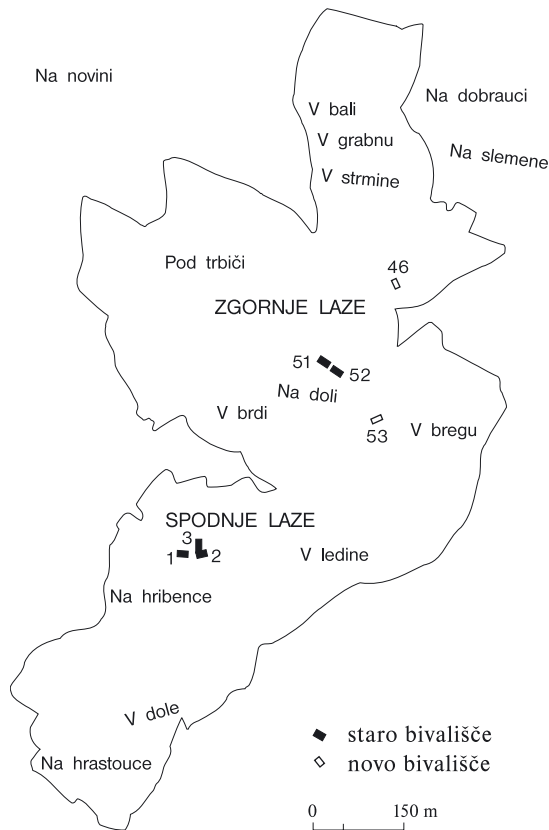 Na novini
V bali
Na dobrauci
V grabnu
Na slemene
V strmine
Pod trbiči
46
ZGORNJE LAZE
51
52
Na doli
V brdi
53
V bregu
SPODNJE LAZE
3
1
2
V ledine
Na hribence
V dole
staro bivališče
Na hrastouce
novo bivališče
0
150 m